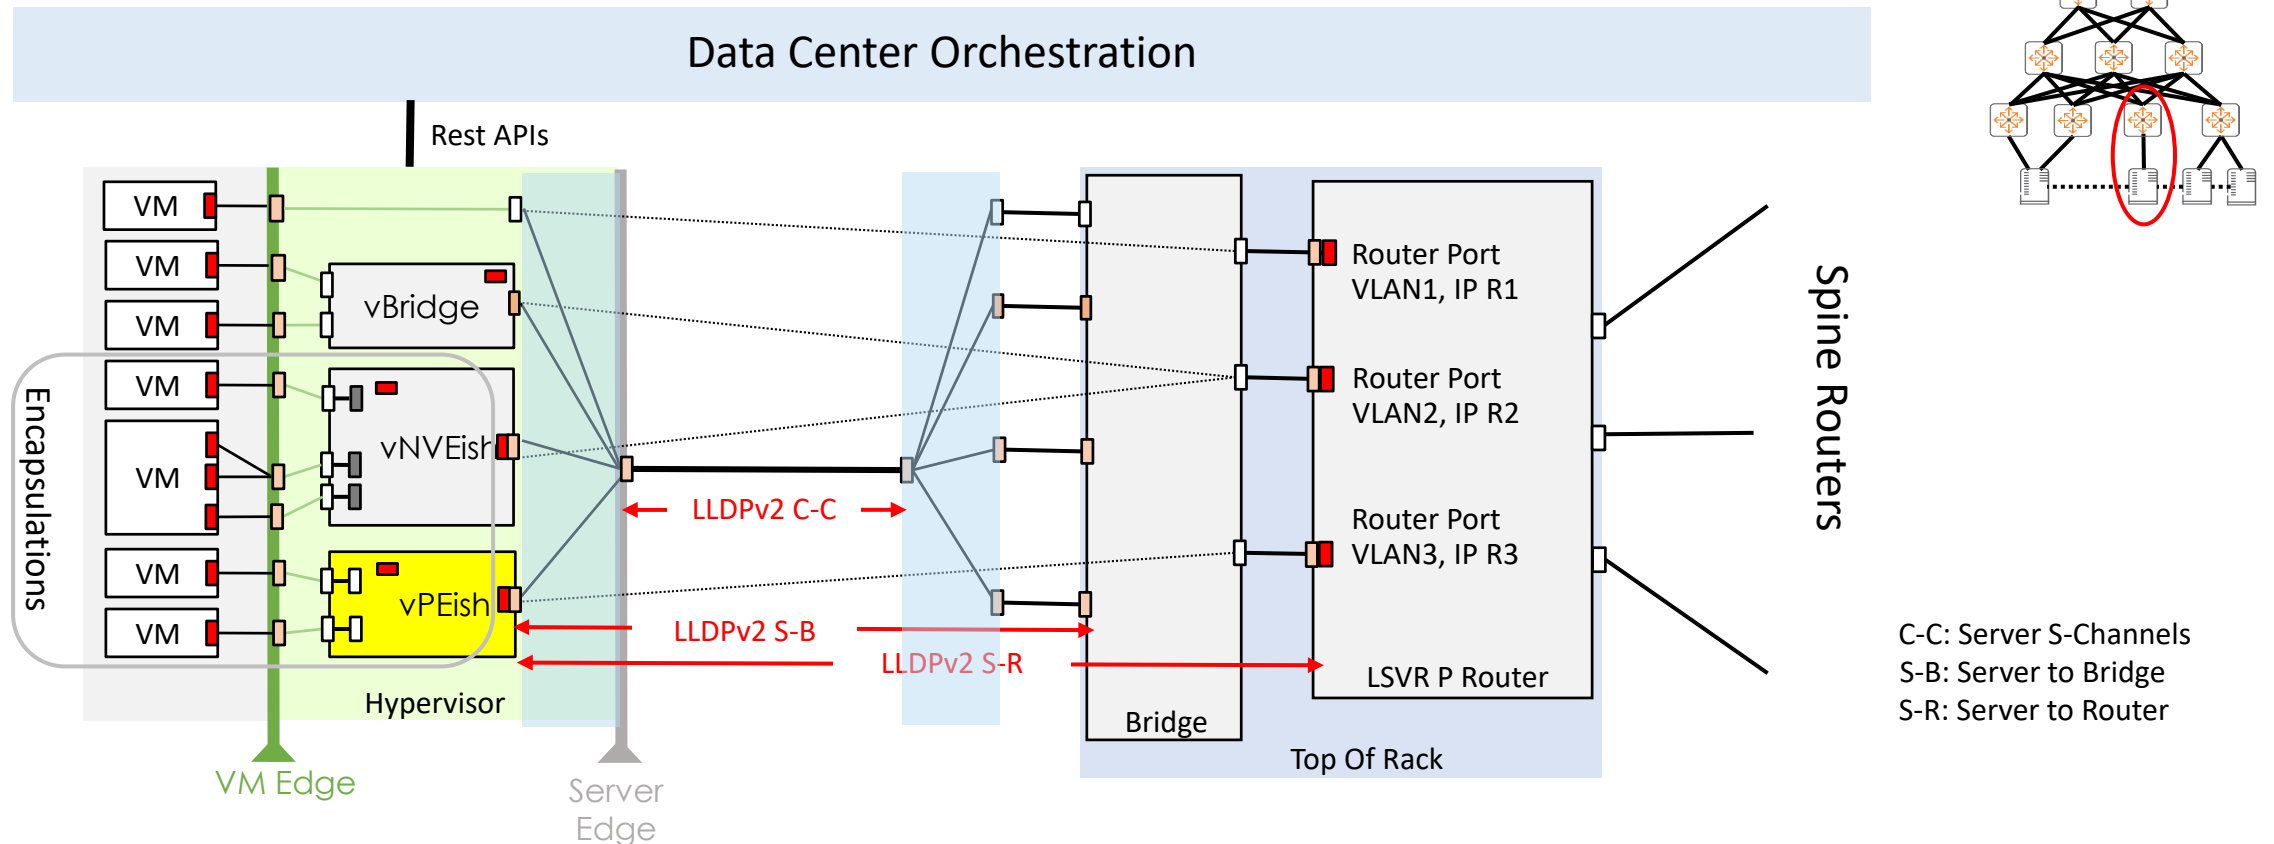 Data Center Orchestration
Rest APIs
VM
VM
VM
VM
VM
VM
VM
Encapsulations
vBridge
vNVEish
vPEish
Hypervisor
VM Edge
Server
Edge
LLDPv2 C-C
LLDPv2 S-B
LLDPv2 S-R
Bridge
Router Port
VLAN1, IP R1
Router Port
VLAN2, IP R2
Router Port
VLAN3, IP R3
LSVR P Router
Top Of Rack
Spine Routers
C-C: Server S-Channels
S-B: Server to Bridge
S-R: Server to Router